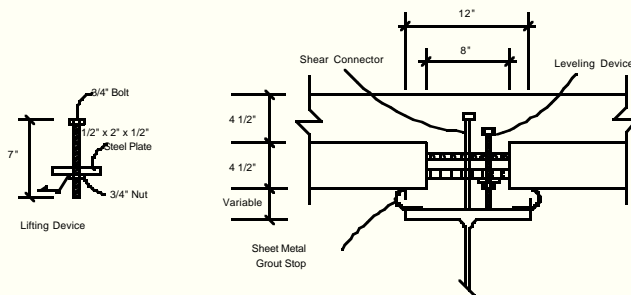 3/4" Bolt
1/2" x 2" x 1/2"
Steel Plate
7"
3/4" Nut
Lifting Device
12"
8"
Shear Connector
Leveling Device
4 1/2"
4 1/2"
Variable
Sheet Metal
Grout Stop